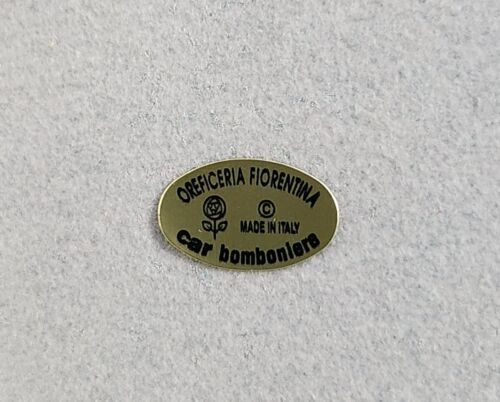 OREFICERIA FIORENTINA
©
MADE IN ITALY
car bomboniere